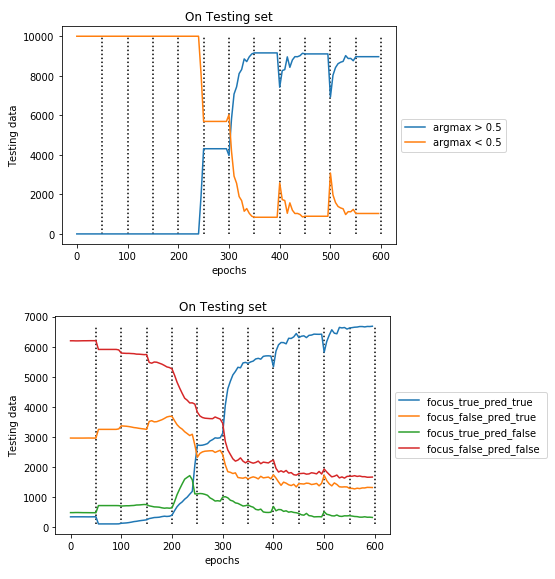 On Testing set
10000
8000
6000
4000
2000
0
Testing data
0 100 200 300 400 500 600
epochs
argmax > 0.5
argmax < 0.5
On Testing set
7000
6000
5000
4000
3000
2000
1000
0
Testing data
0 100 200 300 400 500 600
epochs
focus_true_pred_true
focus_false_pred_true
focus_true_pred_false
focus_false_pred_false